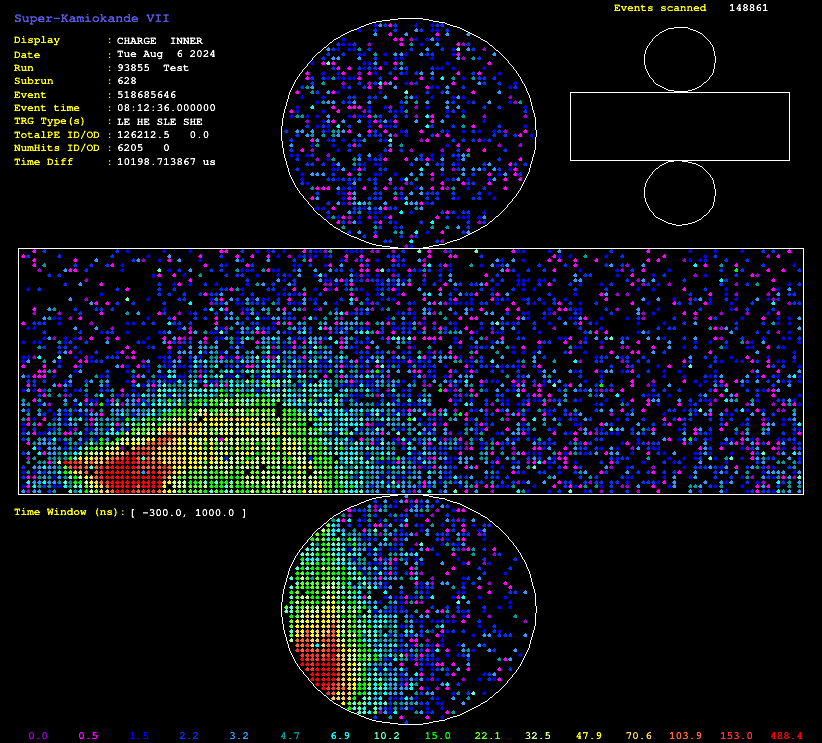 Super-Kamiokande VII
Events scanned 148861
Display : CHARGE INNER
Date : Tue Aug 6 2024
Run : 93855 Test
Subrun : 628
Event : 518685646
Event time : 08:12:36.000000
TRG Type(s) : LE HE SLE SHE
TotalPE ID/OD : 126212.5 0.0
NumHits ID/OD : 6205 0
Time Diff : 10198.713867 us
Time Window (ns): [ -300.0, 1000.0 ]
0.0 0.5 1.5 2.2 3.2 4.7 6.9 10.2 15.0 22.1 32.5 47.9 70.6 103.9 153.0 488.4